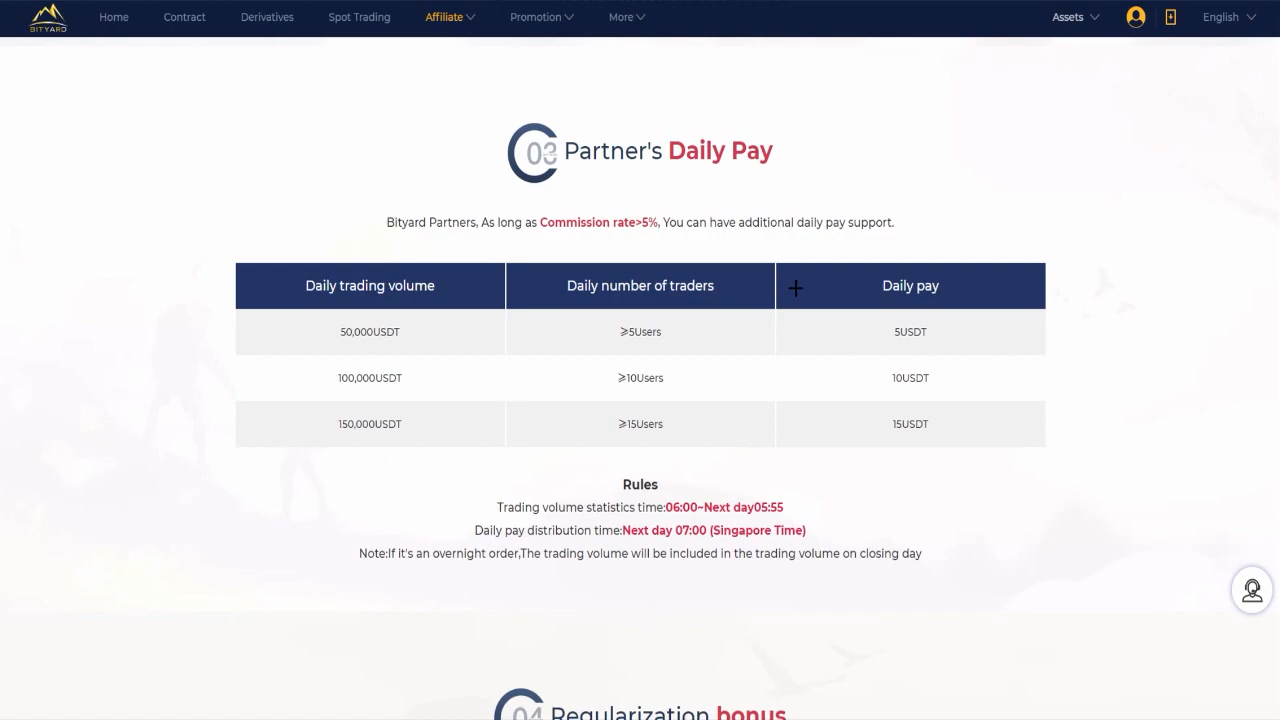 BITYARD
Home Contract Derivatives Spot Trading Affiliate Promotion More Assets English
03 Partner's Daily Pay
Bityard Partners, As long as Commission rate>5%, You can have additional daily pay support.
Daily trading volume Daily number of traders Daily pay
50,000USDT ⩾5Users 5USDT
100,000USDT ⩾10Users 10USDT
150,000USDT ⩾15Users 15USDT
Rules
Trading volume statistics time:06:00~Next day05:55
Daily pay distribution time:Next day 07:00 (Singapore Time)
Note:If it's an overnight order,The trading volume will be included in the trading volume on closing day
04 Regularization bonus